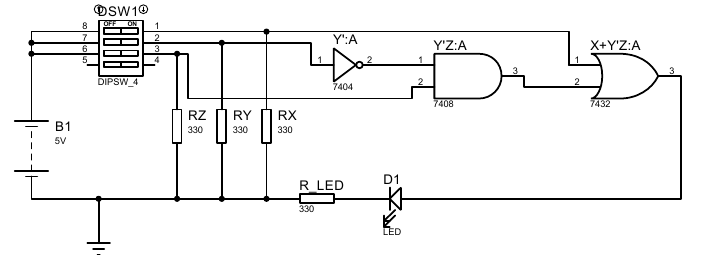 DSW1
OFF ON
8 1
7 2
6 3
5 4
DIPSW_4
Y':A
1 2
7404
Y'Z:A
1
2
3
7408
X+Y'Z:A
1
2
3
7432
B1
5V
RZ
330
RY
330
RX
330
R_LED
330
D1
LED